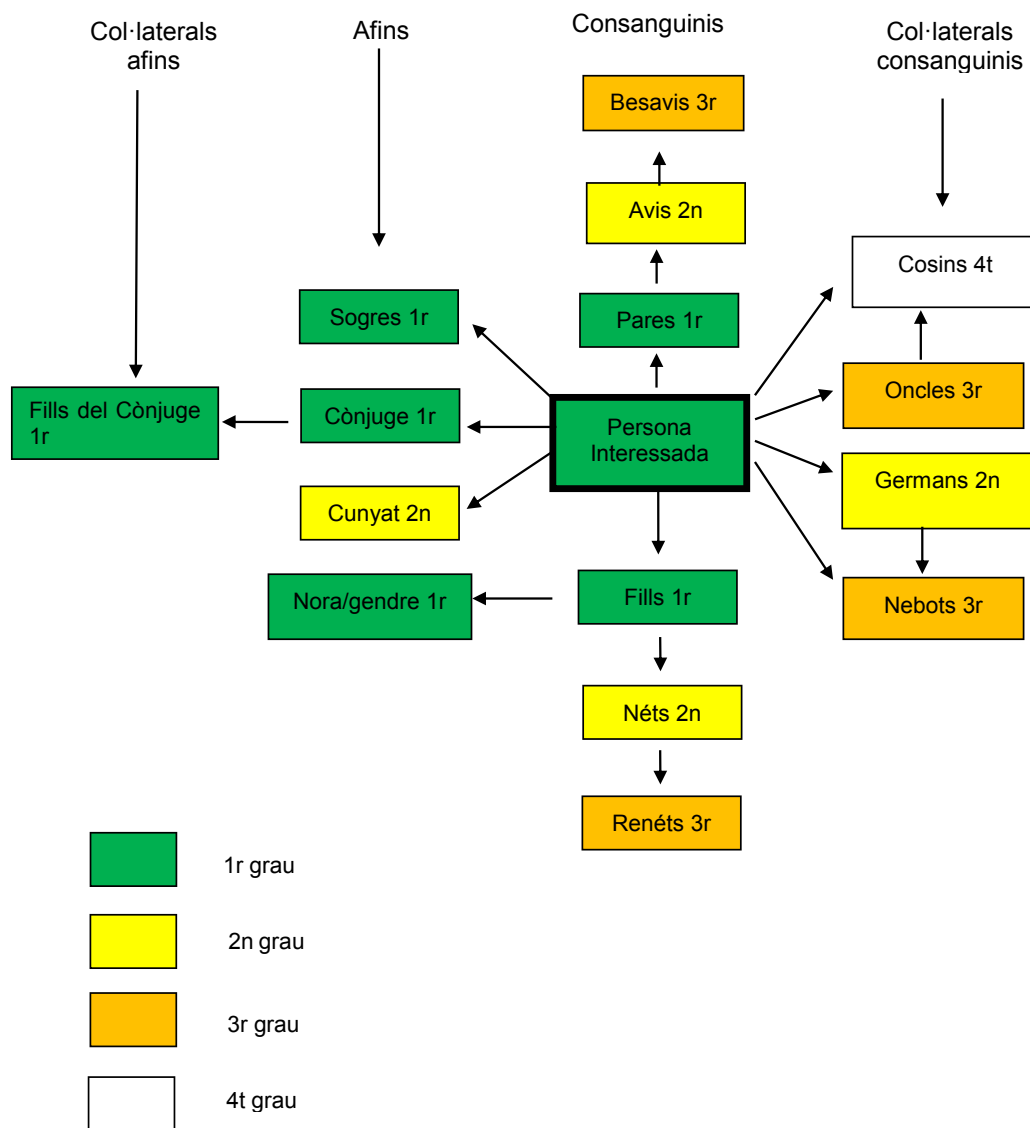 Col·laterals
afins
Afins
Consanguinis
Col·laterals
consanguinis
Besavis 3r
Avis 2n
Cosins 4t
Sogres 1r
Pares 1r
Oncles 3r
Fills del Cònjuge
1r
Cònjuge 1r
Persona
Interessada
Germans 2n
Cunyat 2n
Nora/gendre 1r
Fills 1r
Nebots 3r
Néts 2n
Renéts 3r
1r grau
2n grau
3r grau
4t grau